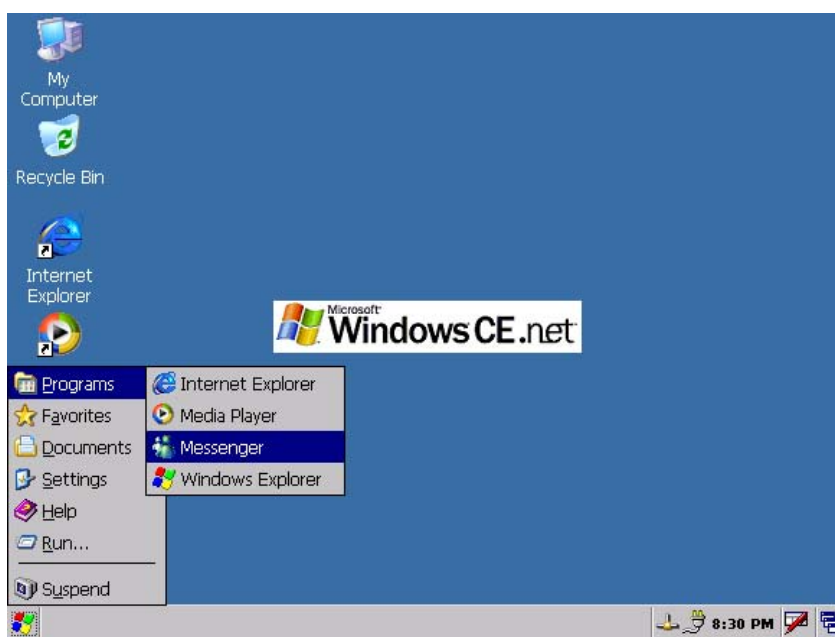 My
Computer
Recycle Bin
Internet
Explorer
Microsoft
Windows CE.net
Programs
Favorites
Documents
Settings
Help
Run...
Suspend
Internet Explorer
Media Player
Messenger
Windows Explorer
8:30 PM